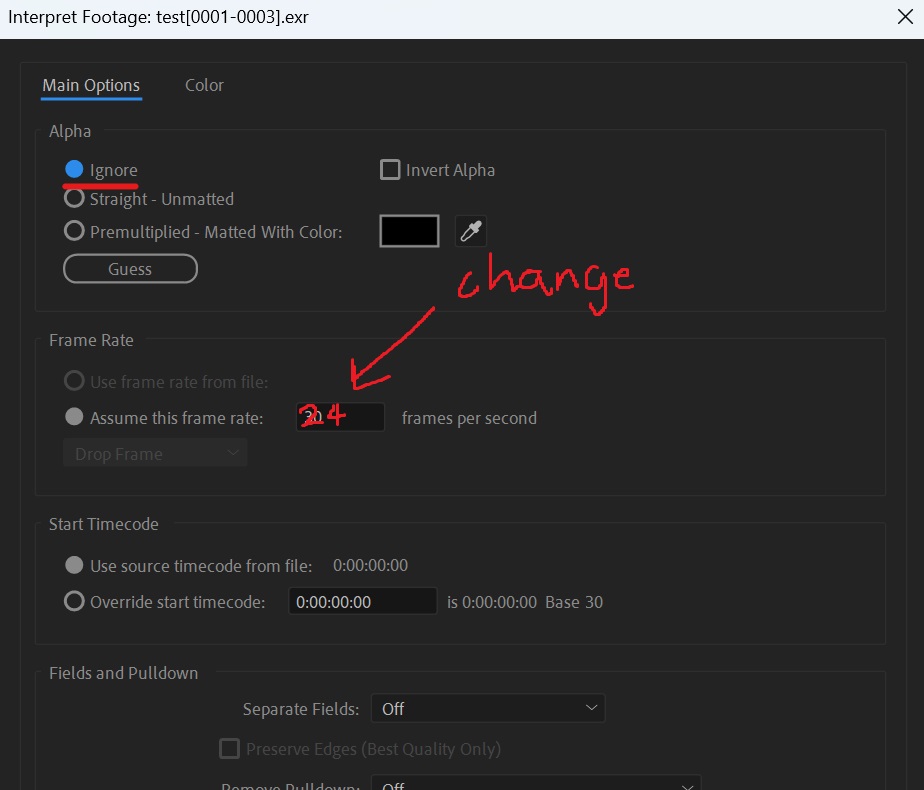 Interpret Footage: test[0001-0003].exr
Main Options Color
Alpha
Ignore Invert Alpha
Straight - Unmatted
Premultiplied - Matted With Color:
Guess
change
Frame Rate
Use frame rate from file:
Assume this frame rate: 24 frames per second
Drop Frame
Start Timecode
Use source timecode from file: 0:00:00:00
Override start timecode: 0:00:00:00 is 0:00:00:00 Base 30
Fields and Pulldown
Separate Fields: Off
Preserve Edges (Best Quality Only)
Remove Pulldown: Off